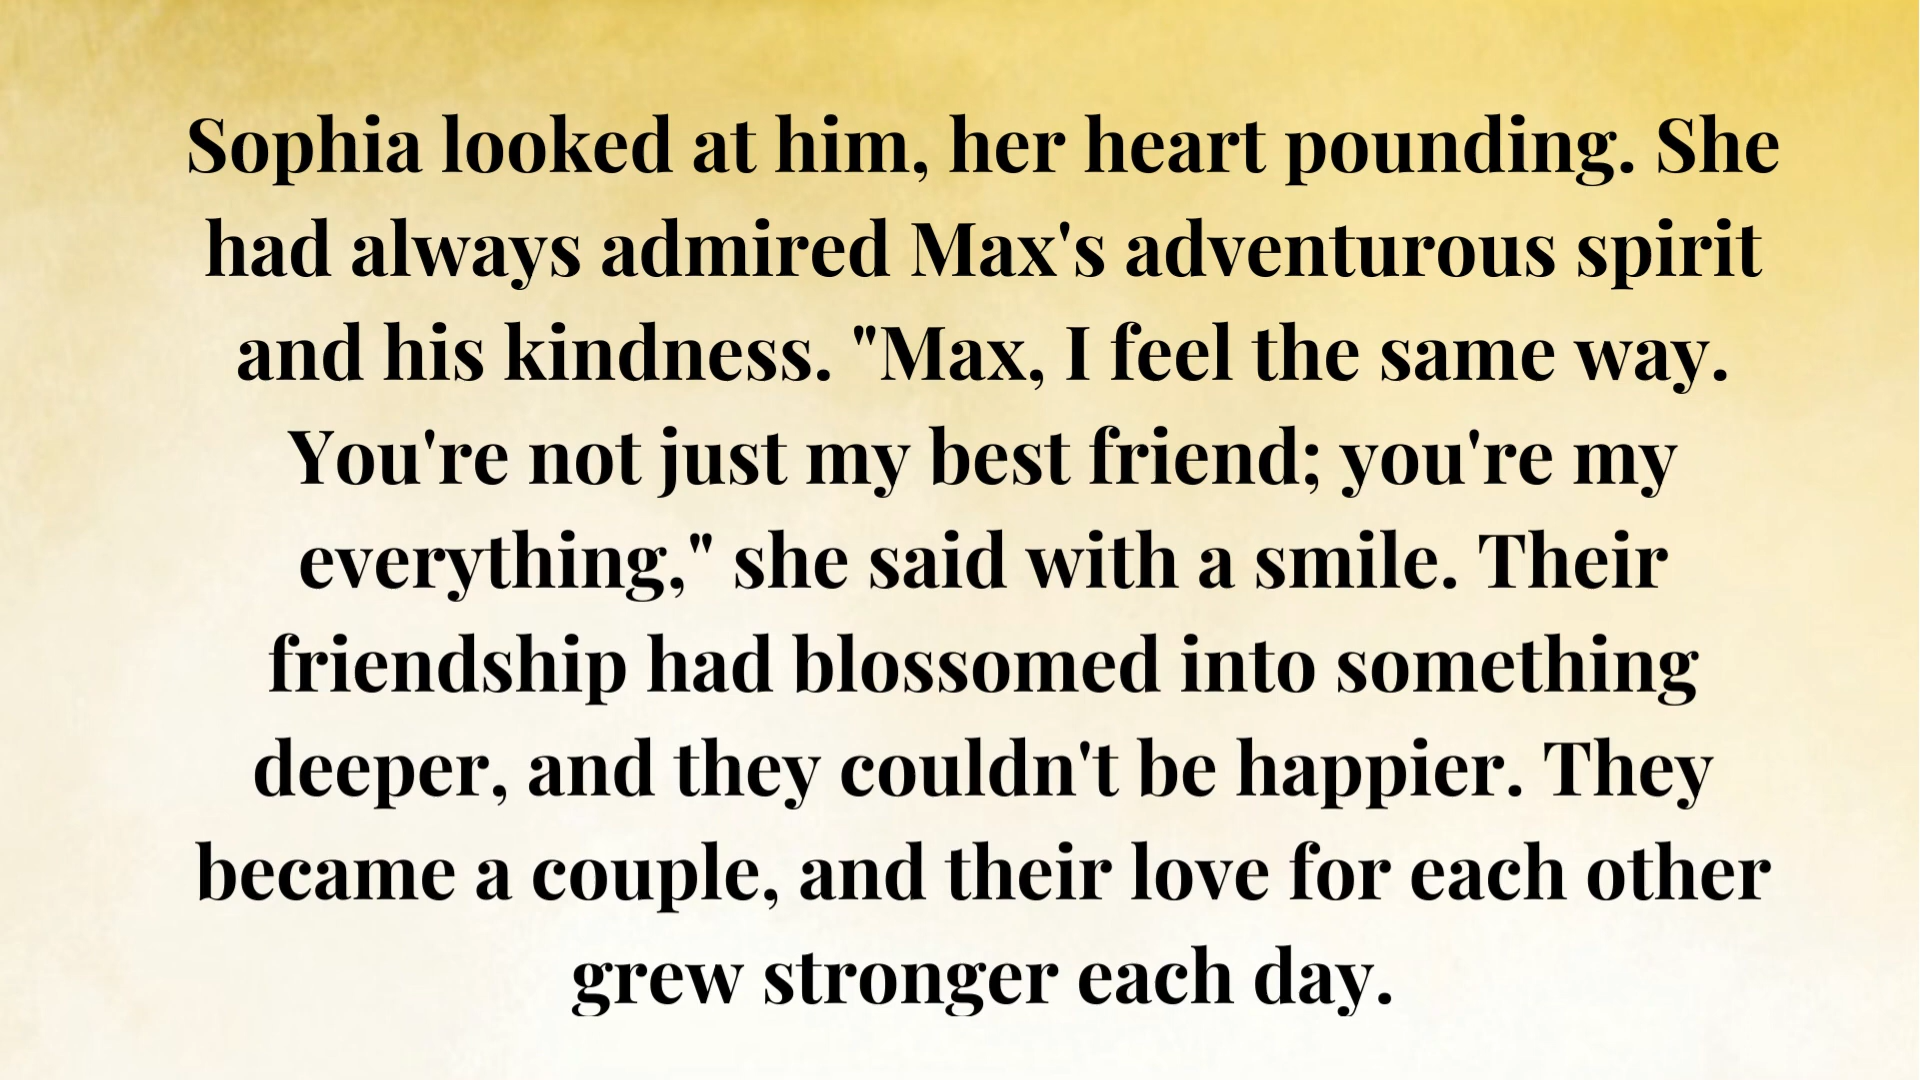 Sophia looked at him, her heart pounding. She
had always admired Max's adventurous spirit
and his kindness. "Max, I feel the same way.
You're not just my best friend; you're my
everything," she said with a smile. Their
friendship had blossomed into something
deeper, and they couldn't be happier. They
became a couple, and their love for each other
grew stronger each day.